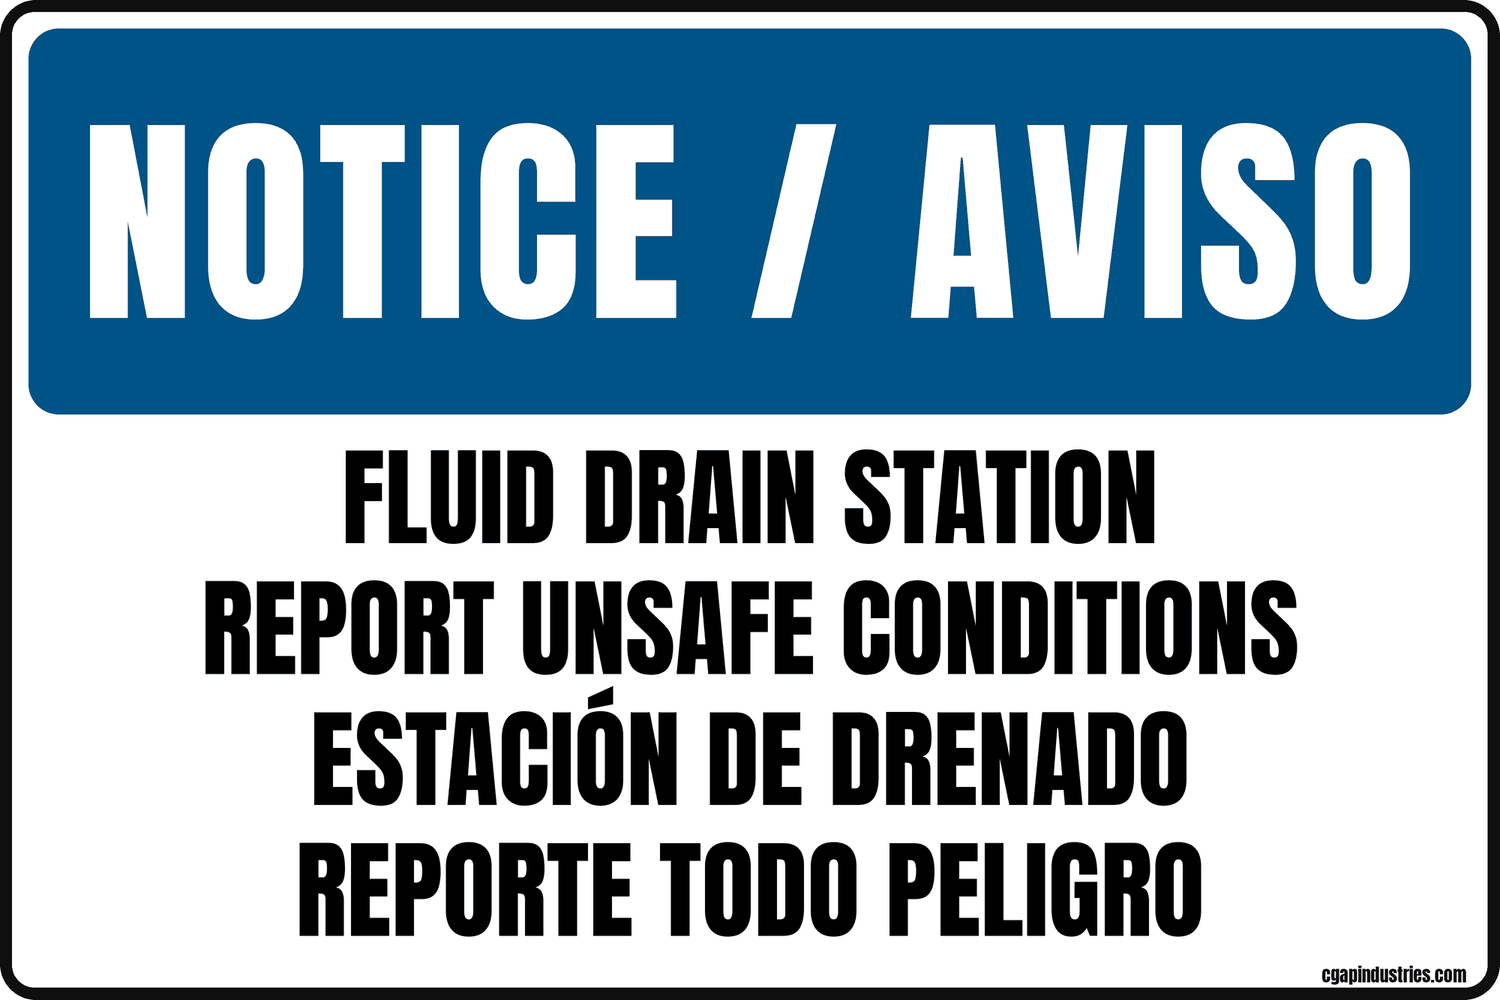 NOTICE / AVISO
FLUID DRAIN STATION
REPORT UNSAFE CONDITIONS
ESTACIÓN DE DRENADO
REPORTE TODO PELIGRO
cgapindustries.com